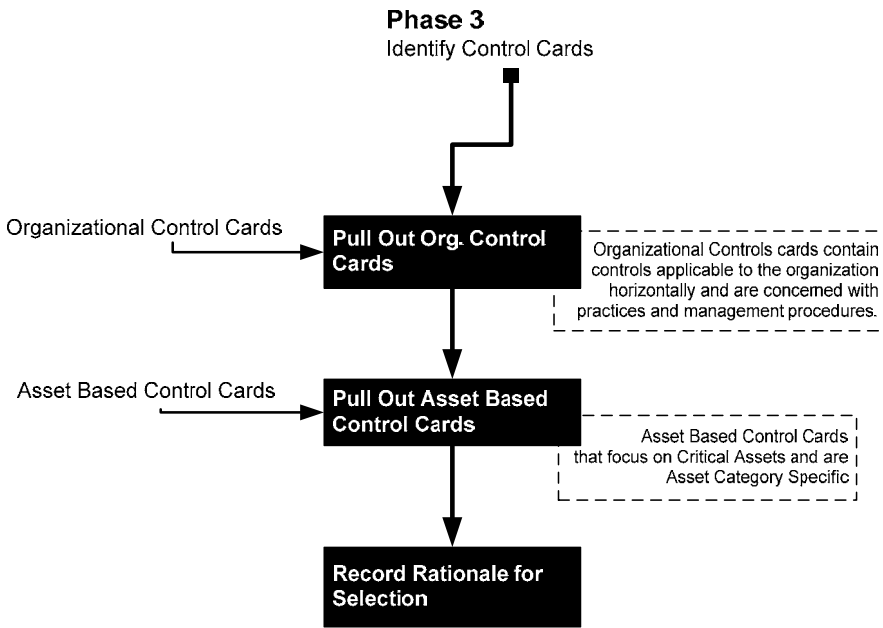 Phase 3
Identify Control Cards
Organizational Control Cards
Pull Out Org. Control
Cards
Organizational Controls cards contain
controls applicable to the organization
horizontally and are concerned with
practices and management procedures.
Asset Based Control Cards
Pull Out Asset Based
Control Cards
Asset Based Control Cards
that focus on Critical Assets and are
Asset Category Specific
Record Rationale for
Selection